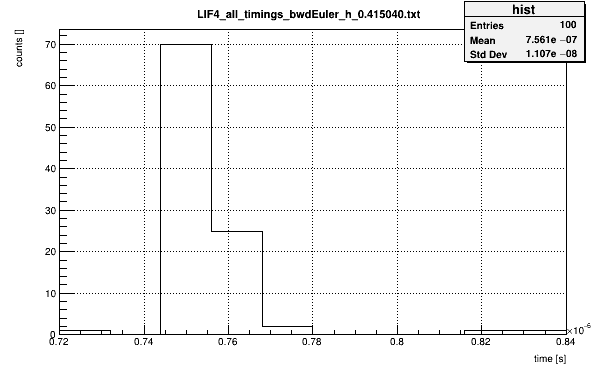 LIF4_all_timings_bwdEuler_h_0.415040.txt
hist
Entries 100
Mean 7.561e −07
Std Dev 1.107e −08
counts []
70
60
50
40
30
20
10
0
0.72 0.74 0.76 0.78 0.8 0.82 0.84
×10⁻⁶
time [s]